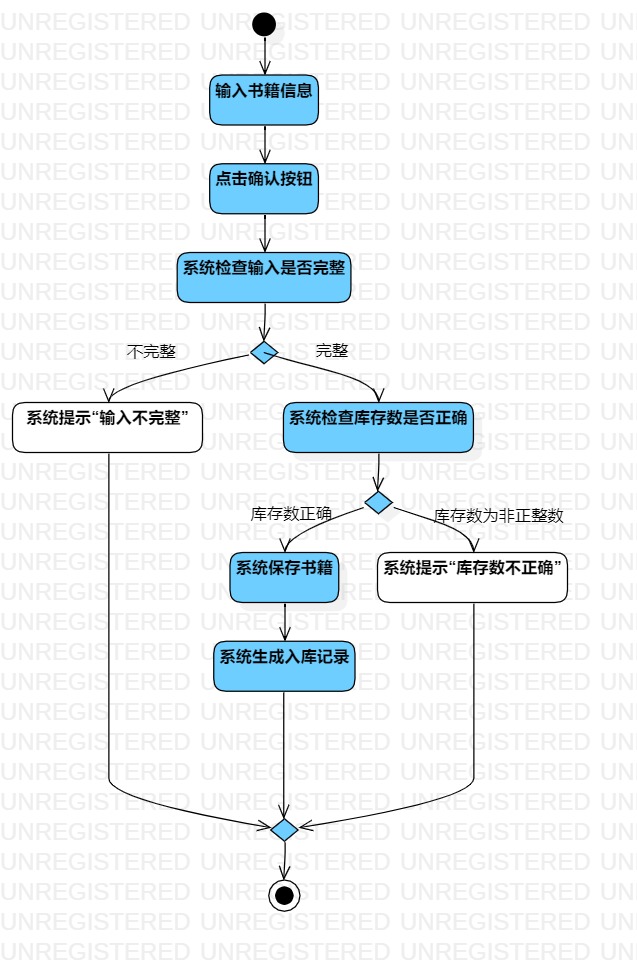 输入书籍信息
点击确认按钮
系统检查输入是否完整
不完整
完整
系统提示“输入不完整”
系统检查库存数是否正确
库存数正确
库存数为非正整数
系统保存书籍
系统提示“库存数不正确”
系统生成入库记录
UNREGISTERED